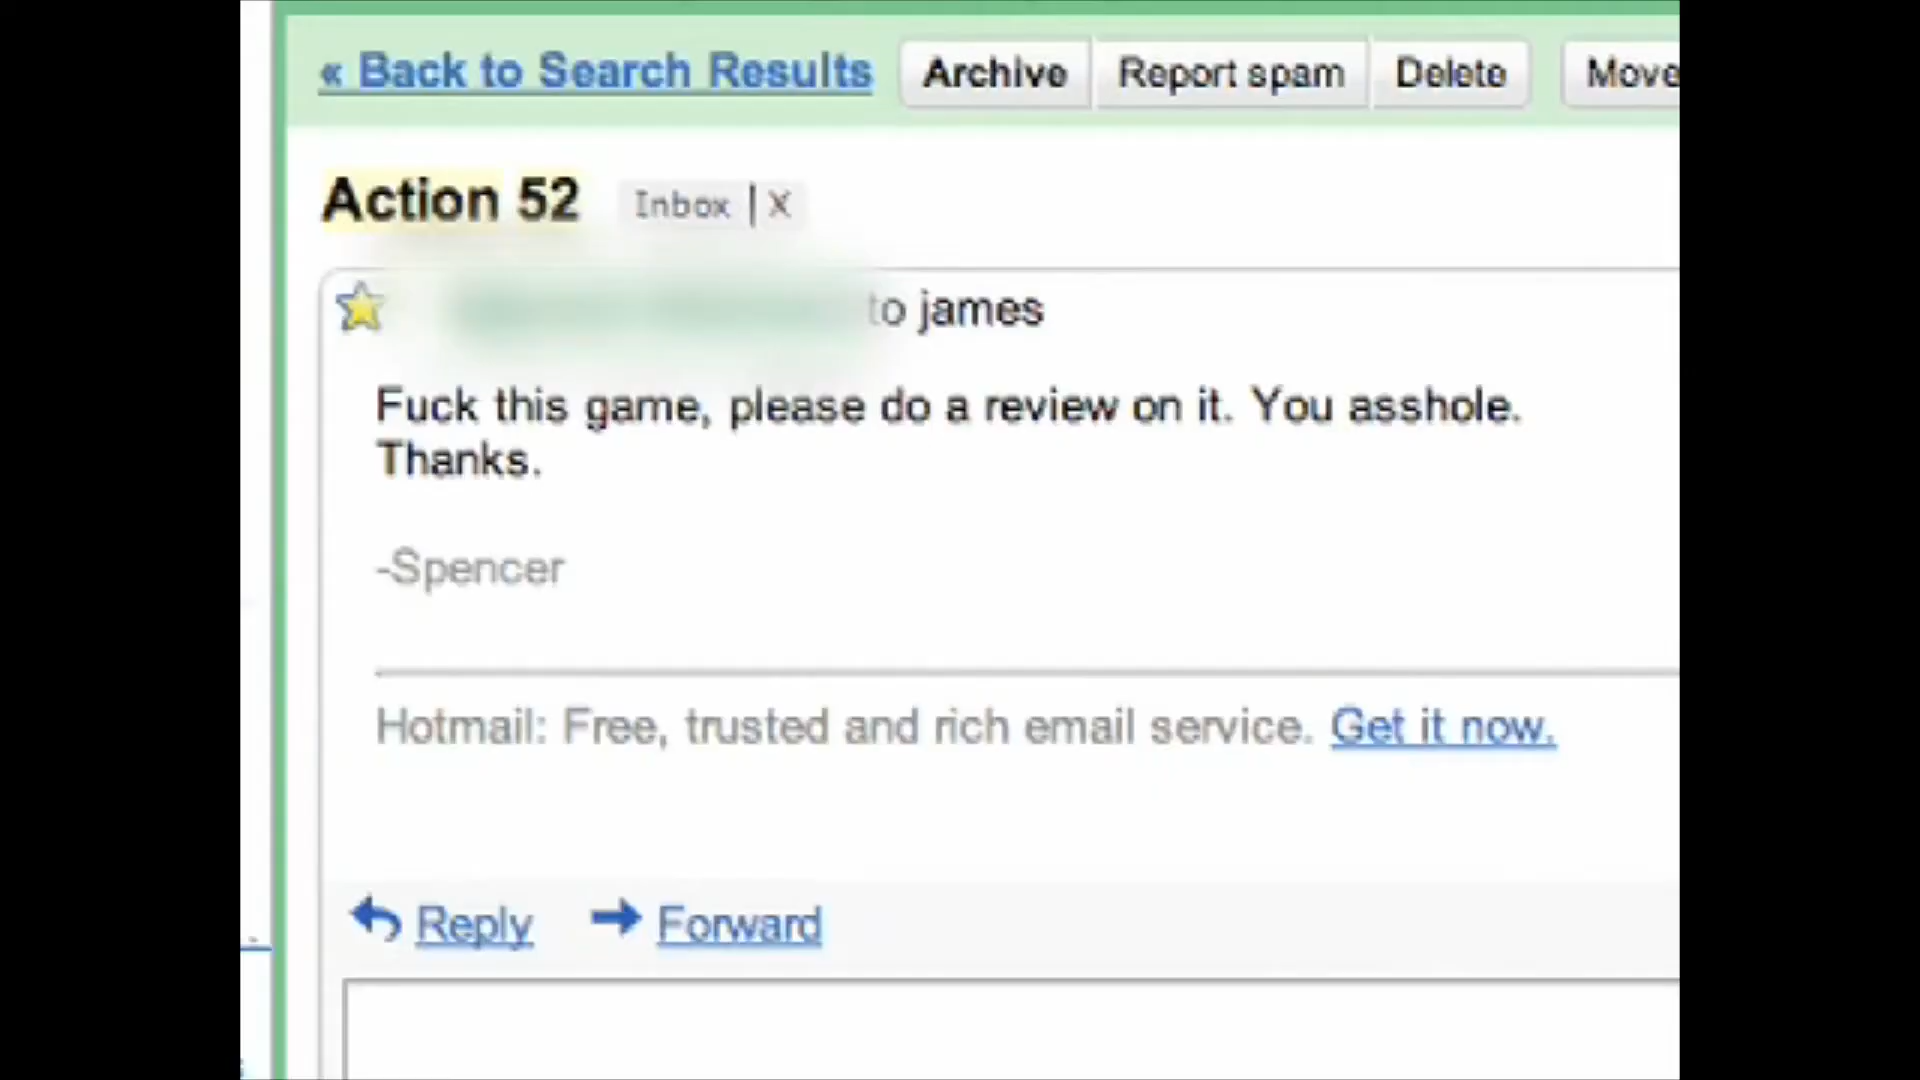 « Back to Search Results Archive Report spam Delete Move
Action 52 Inbox | X
to james
Fuck this game, please do a review on it. You asshole.
Thanks.
-Spencer
Hotmail: Free, trusted and rich email service. Get it now.
Reply Forward